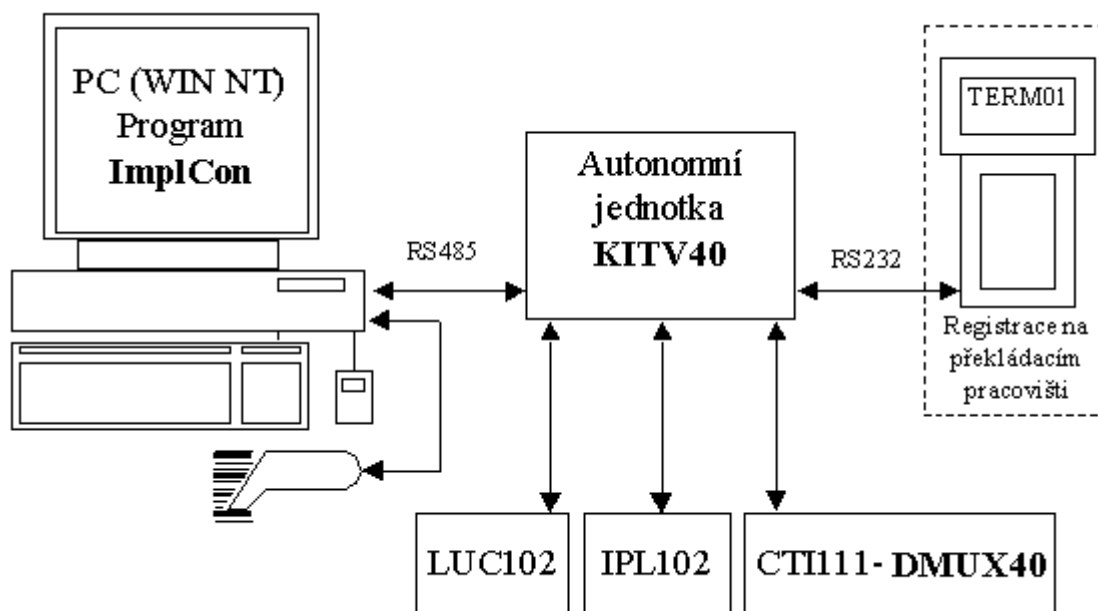 PC (WIN NT)
Program
ImplCon
RS485
Autonomní
jednotka
KITV40
RS232
TERM01
Registrace na
překládacím
pracovišti
LUC102
IPL102
CTI111- DMUX40